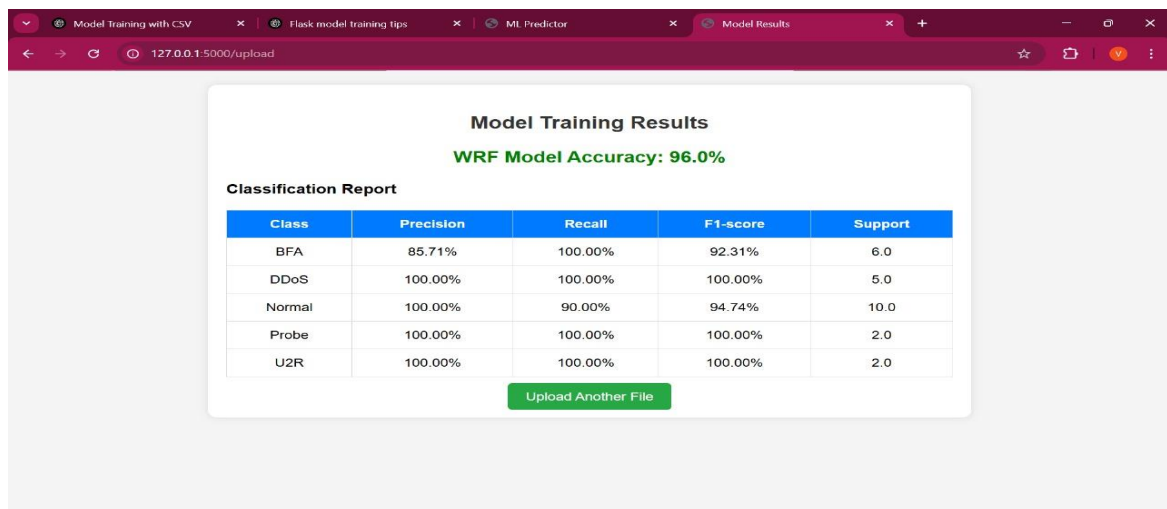 Model Training with CSV
Flask model training tips
ML Predictor
Model Results
127.0.0.1:5000/upload
V
Model Training Results
WRF Model Accuracy: 96.0%
Classification Report
Class Precision Recall F1-score Support
BFA 85.71% 100.00% 92.31% 6.0
DDoS 100.00% 100.00% 100.00% 5.0
Normal 100.00% 90.00% 94.74% 10.0
Probe 100.00% 100.00% 100.00% 2.0
U2R 100.00% 100.00% 100.00% 2.0
Upload Another File